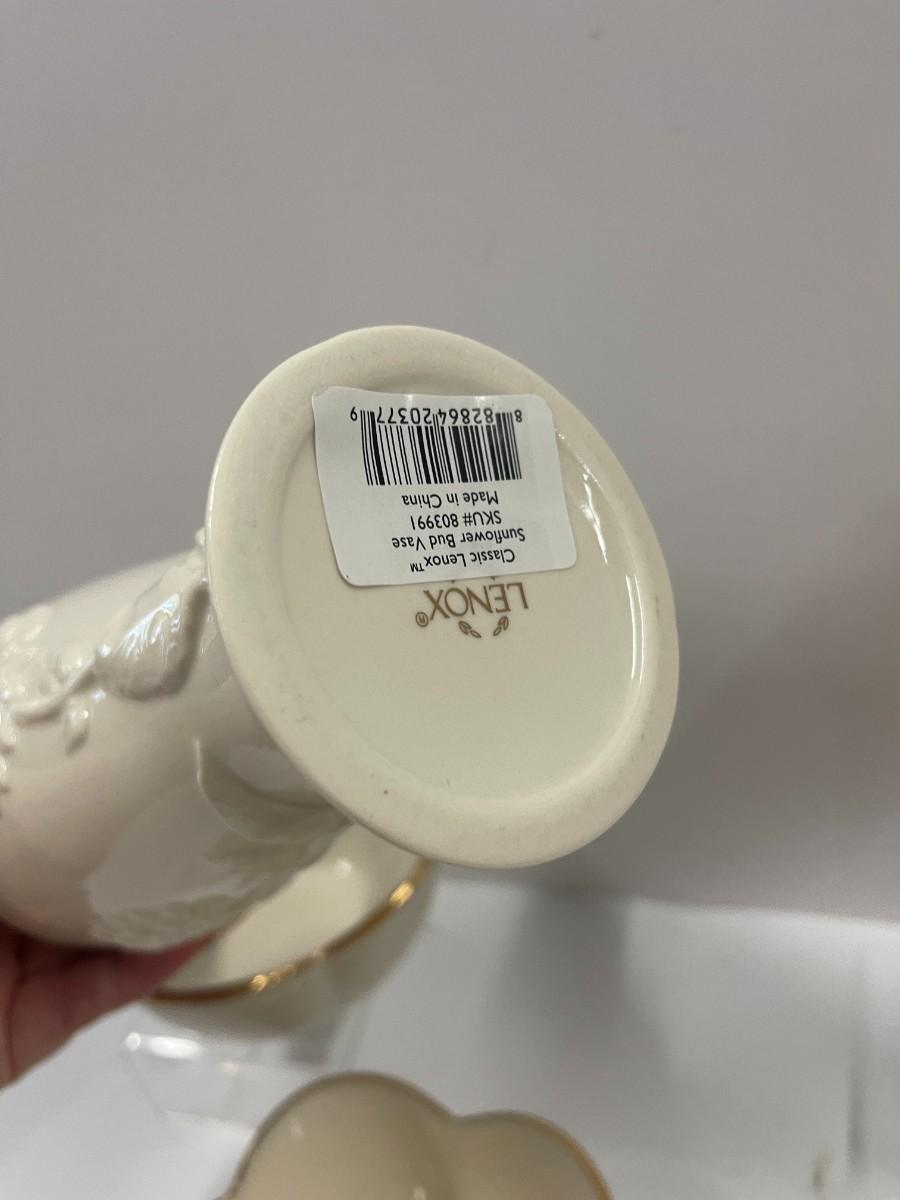 LENOX®
Classic Lenox™
Sunflower Bud Vase
SKU# 803991
Made in China
8 82864 20377 9